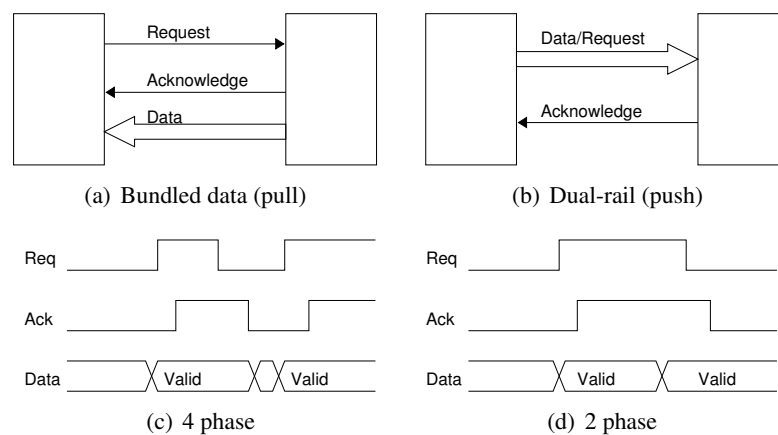 Request
Acknowledge
Data
Data/Request
Acknowledge
(a) Bundled data (pull)
(b) Dual-rail (push)
Req
Ack
Data Valid Valid
(c) 4 phase
Req
Ack
Data Valid Valid
(d) 2 phase